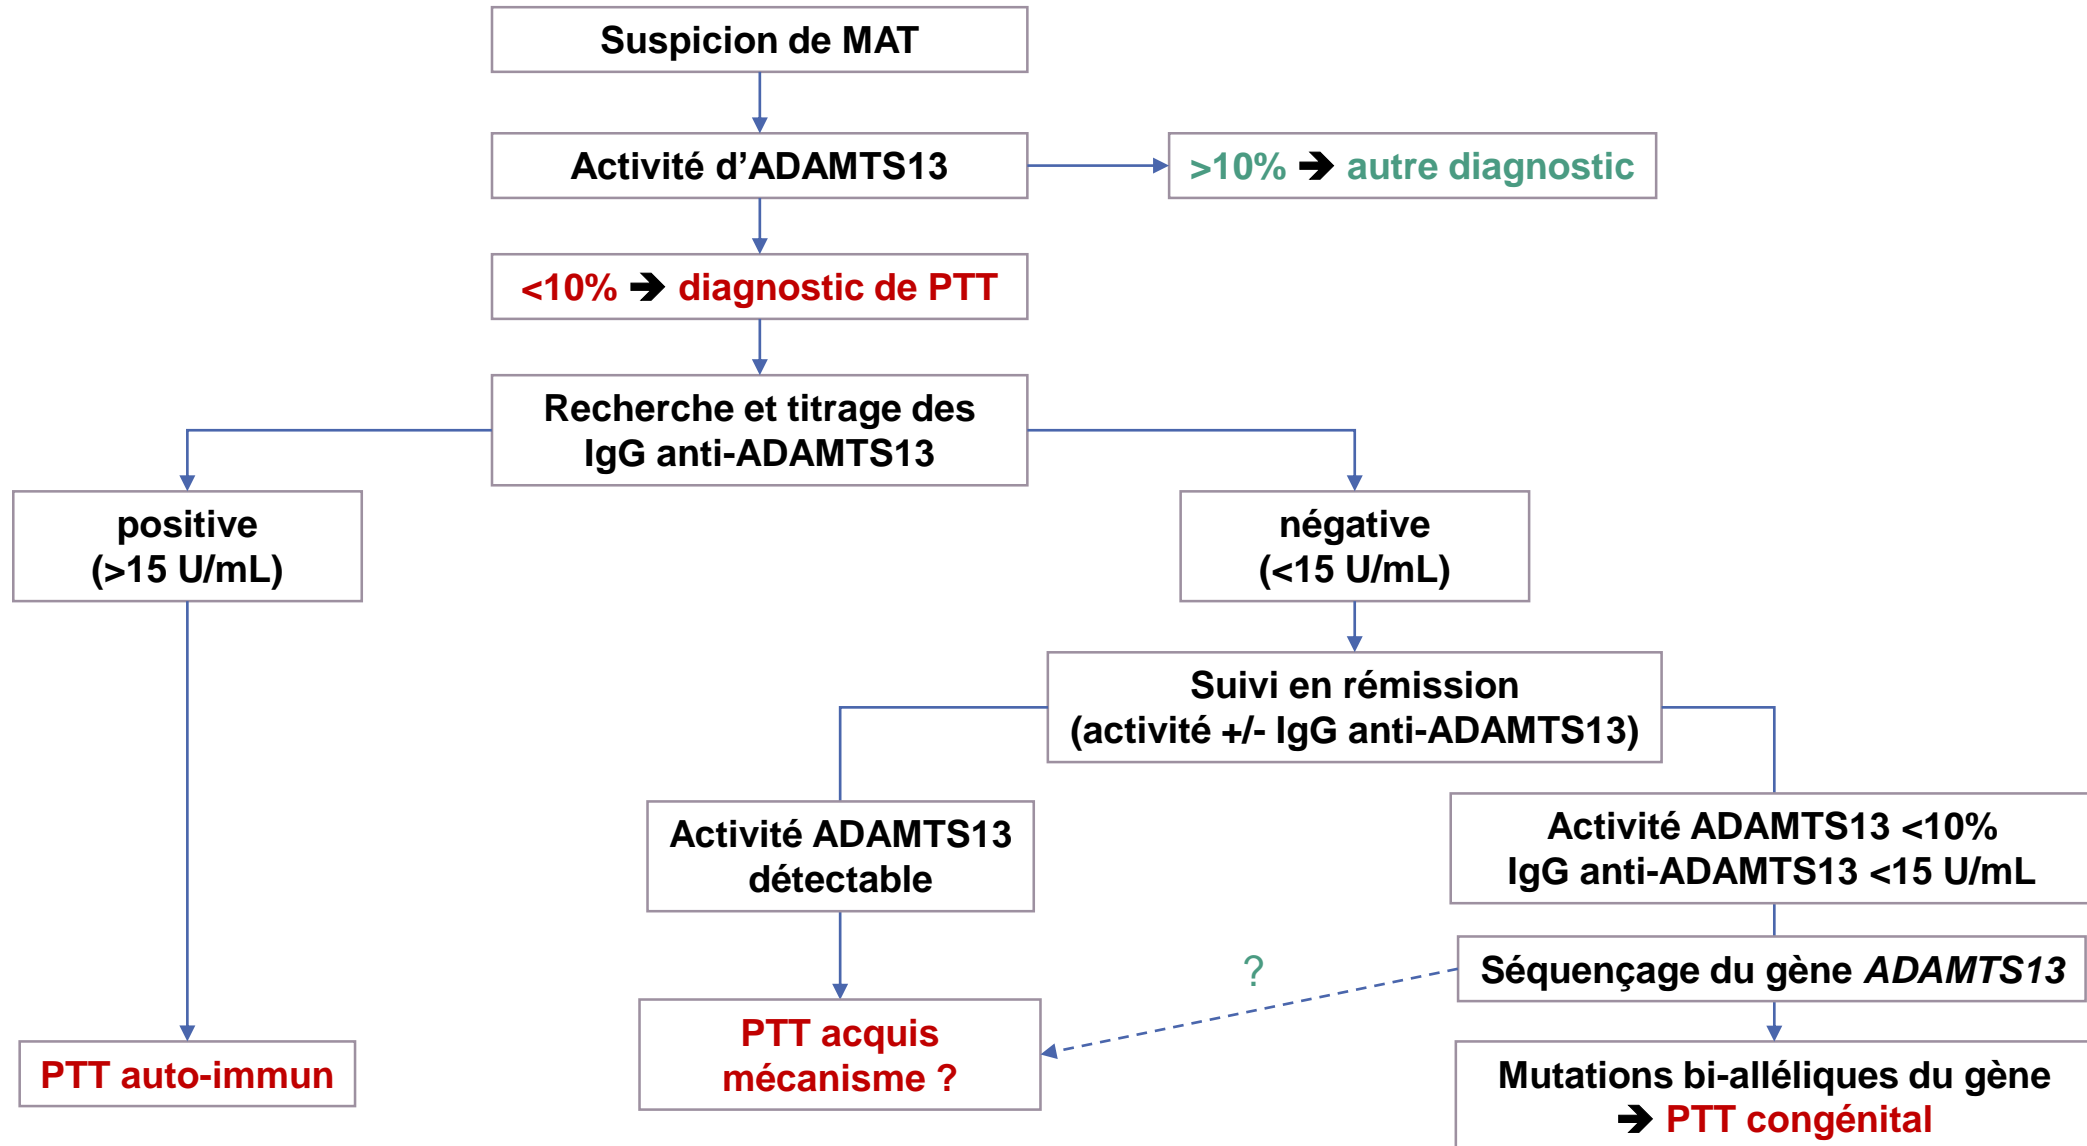 Suspicion de MAT
Activité d’ADAMTS13
>10% ➔ autre diagnostic
<10% ➔ diagnostic de PTT
Recherche et titrage des
IgG anti-ADAMTS13
positive
(>15 U/mL)
négative
(<15 U/mL)
Suivi en rémission
(activité +/- IgG anti-ADAMTS13)
Activité ADAMTS13
détectable
Activité ADAMTS13 <10%
IgG anti-ADAMTS13 <15 U/mL
?
Séquençage du gène ADAMTS13
PTT auto-immun
PTT acquis
mécanisme ?
Mutations bi-alléliques du gène
➔ PTT congénital